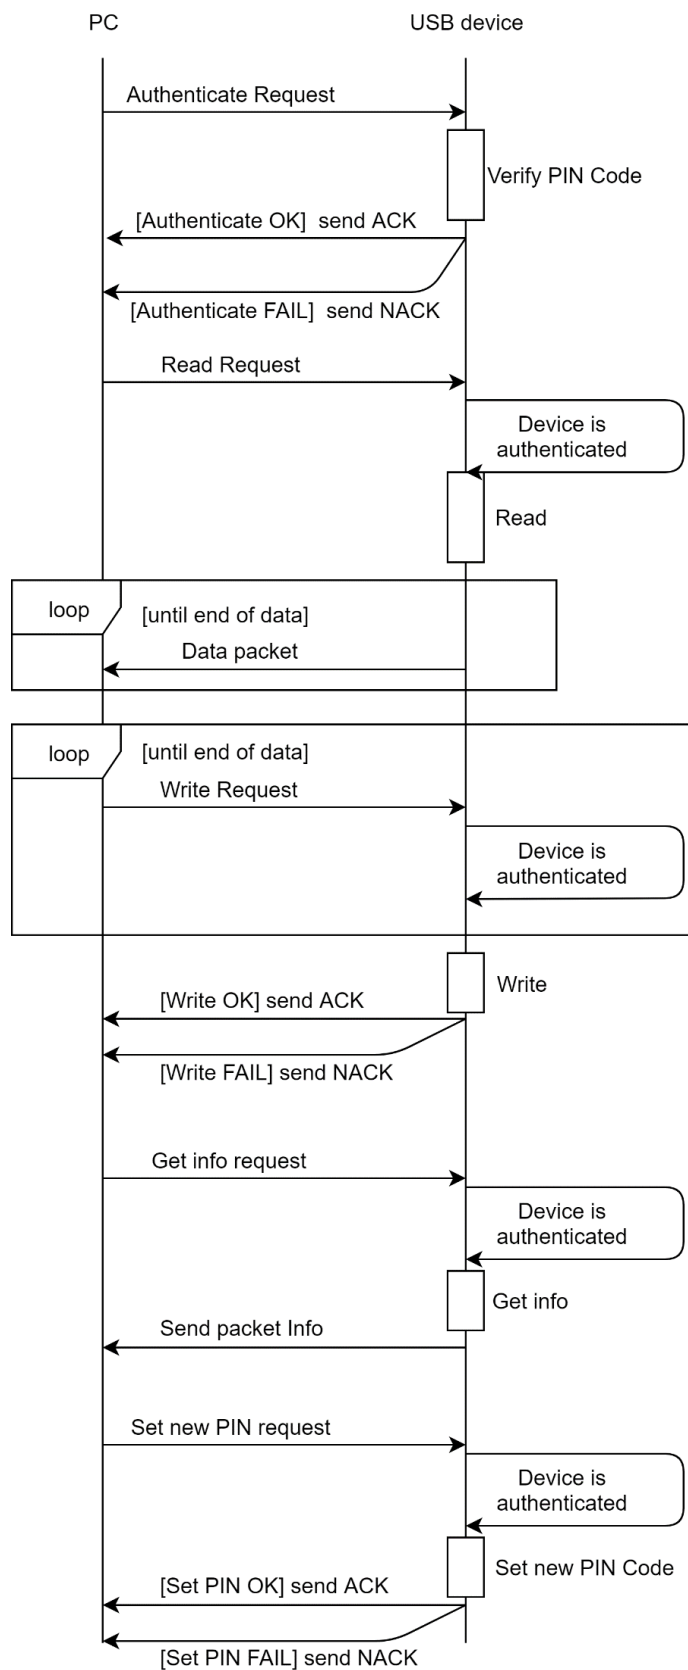 PC
USB device
Authenticate Request
Verify PIN Code
[Authenticate OK]  send ACK
[Authenticate FAIL]  send NACK
Read Request
Device is
authenticated
Read
loop
[until end of data]
Data packet
loop
[until end of data]
Write Request
Device is
authenticated
Write
[Write OK] send ACK
[Write FAIL] send NACK
Get info request
Device is
authenticated
Get info
Send packet Info
Set new PIN request
Device is
authenticated
Set new PIN Code
[Set PIN OK] send ACK
[Set PIN FAIL] send NACK